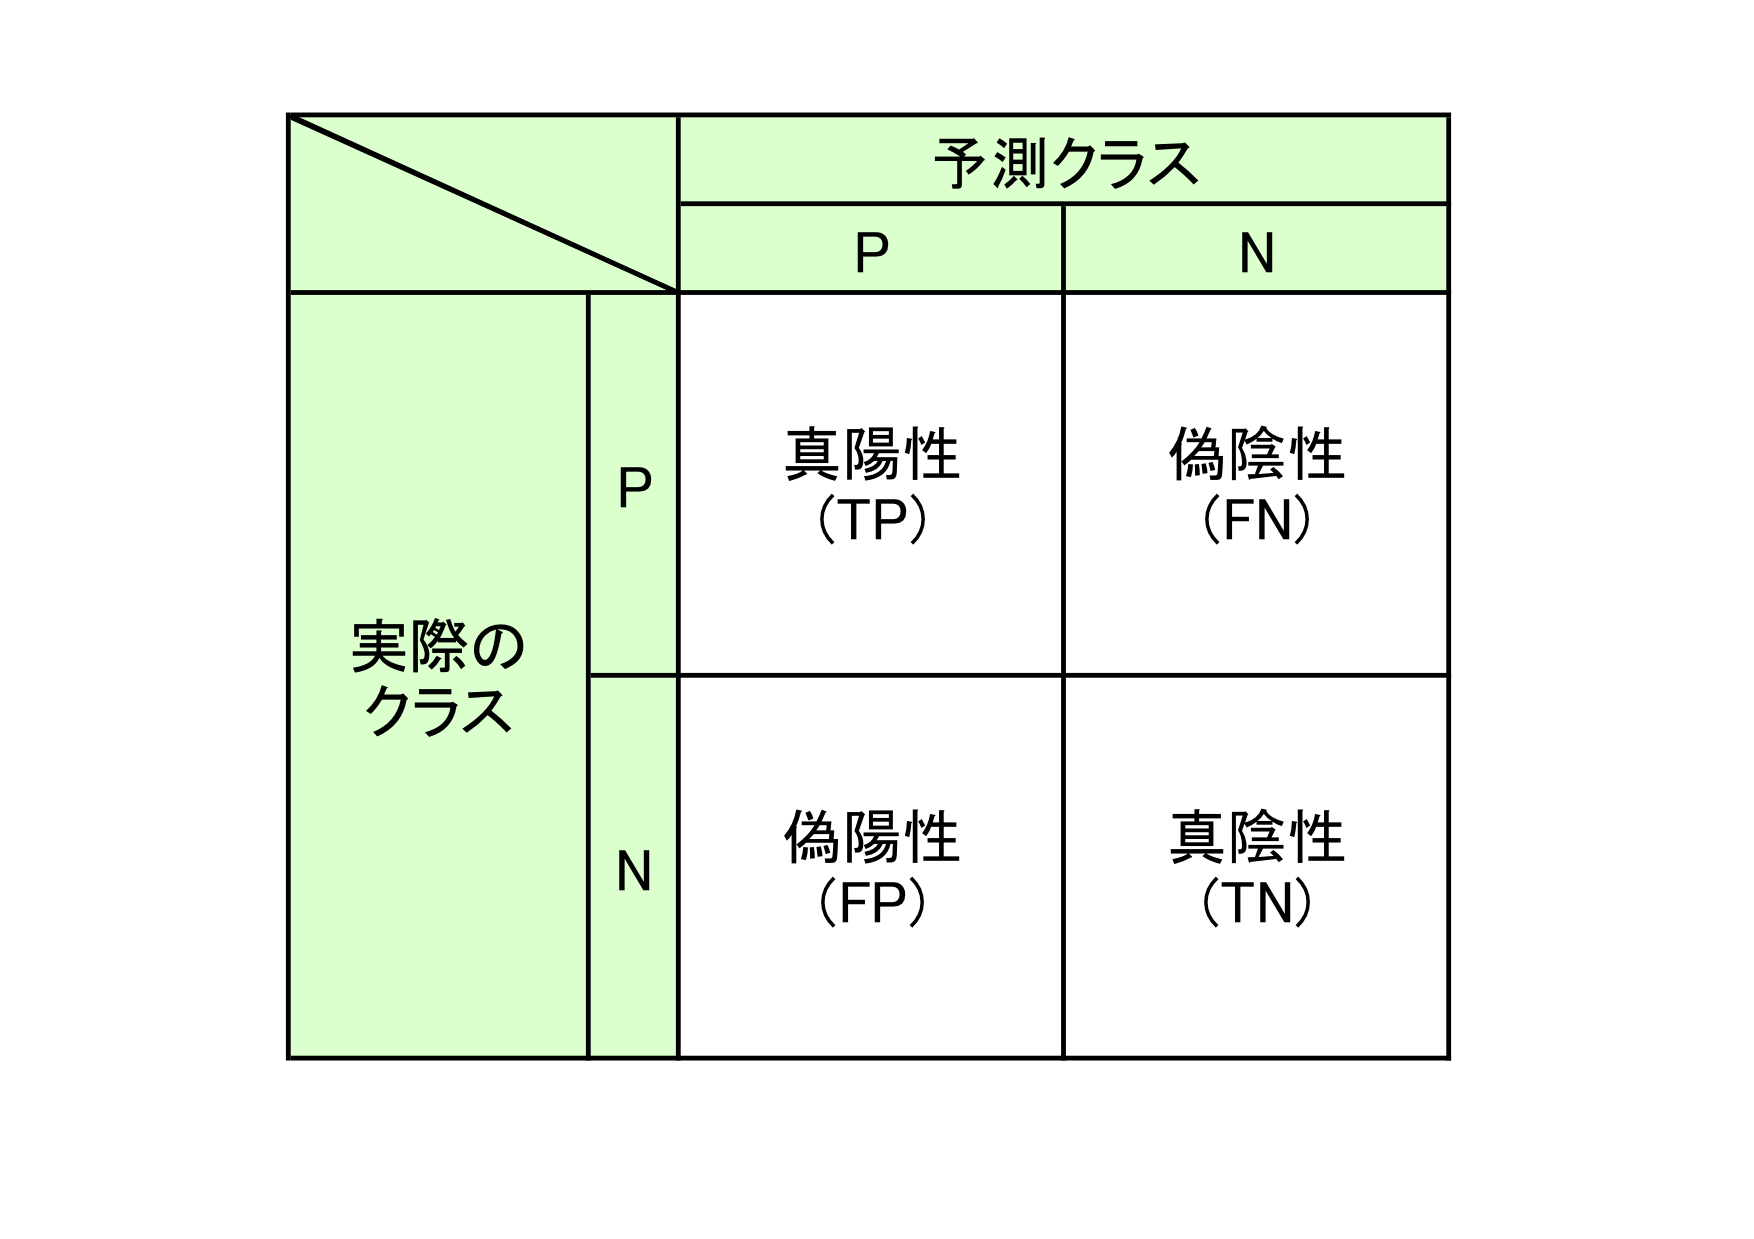 予測クラス
P
N
P
真陽性
（TP）
偽陰性
（FN）
実際の
クラス
N
偽陽性
（FP）
真陰性
（TN）